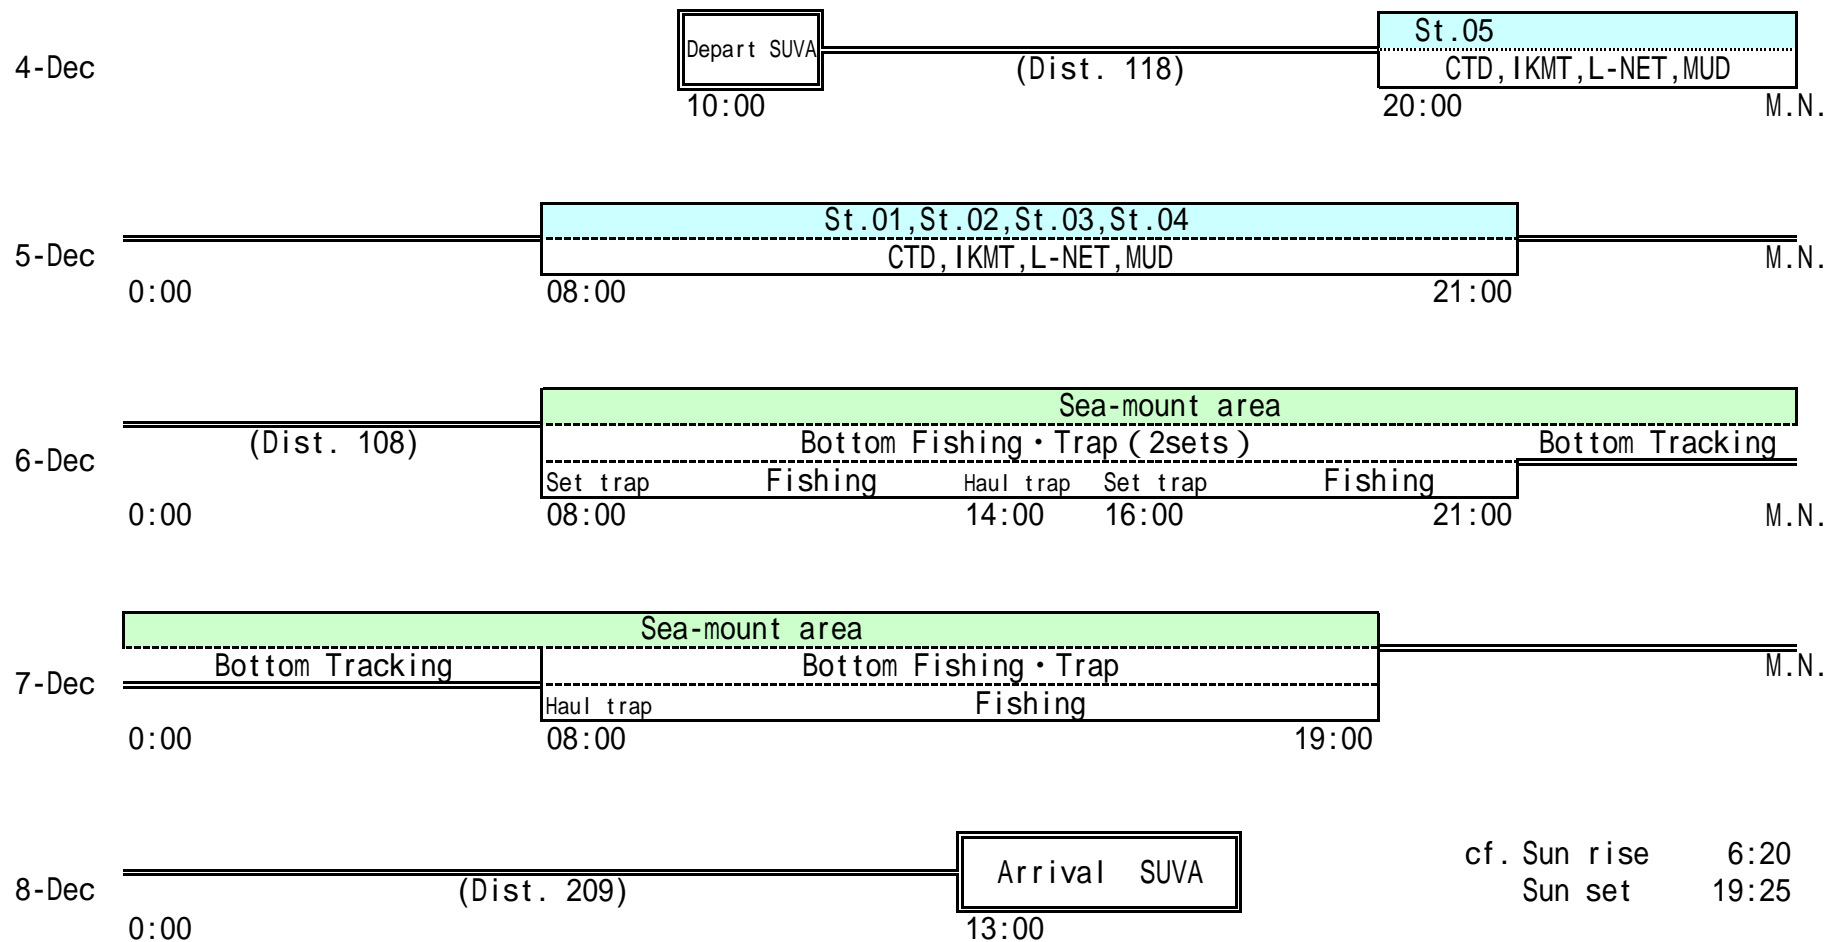 Depart SUVA
St.05
4-Dec
(Dist. 118)
CTD,IKMT,L-NET,MUD
10:00
20:00
M.N.
St.01,St.02,St.03,St.04
5-Dec
CTD,IKMT,L-NET,MUD
M.N.
0:00
08:00
21:00
Sea-mount area
(Dist. 108)
Bottom Fishing・Trap(2sets)
Bottom Tracking
6-Dec
Set trap
Fishing
Haul trap
Set trap
Fishing
0:00
08:00
14:00
16:00
21:00
M.N.
Sea-mount area
Bottom Tracking
Bottom Fishing・Trap
M.N.
7-Dec
Haul trap
Fishing
0:00
08:00
19:00
Arrival SUVA
cf. Sun rise 6:20
8-Dec
(Dist. 209)
Sun set 19:25
0:00
13:00